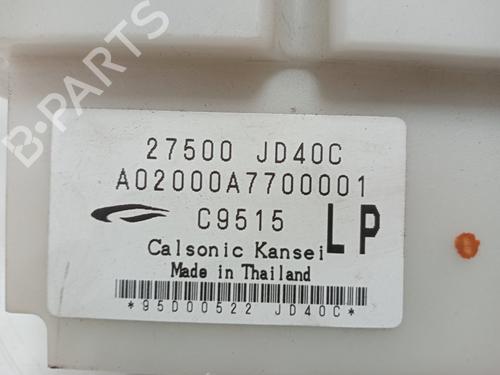 B-PARTS
27500 JD40C
A02000A7700001
C9515 LP
Calsonic Kansei
Made in Thailand
*95D00522 JD40C*